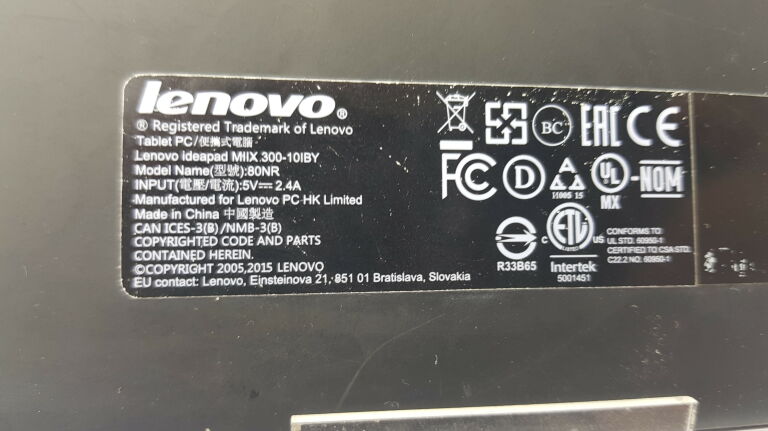 lenovo®
® Registered Trademark of Lenovo
Tablet PC/便攜式電腦
Lenovo ideapad MIIX 300-10IBY
Model Name(型號):80NR
INPUT(電壓/電流):5V⎓ 2.4A
Manufactured for Lenovo PC HK Limited
Made in China 中國製造
CAN ICES-3(B) /NMB-3(B)
COPYRIGHTED CODE AND PARTS
CONTAINED HEREIN.
©COPYRIGHT 2005,2015 LENOVO
EU contact: Lenovo, Einsteinova 21, 851 01 Bratislava, Slovakia
BC
EAC CE
FC
D
UL -NOM
MX
R33B65
C ETL US
Intertek
5001451
CONFORMS TO
UL STD. 60950-1
CERTIFIED TO CSA STD.
C22.2 NO. 60950-1